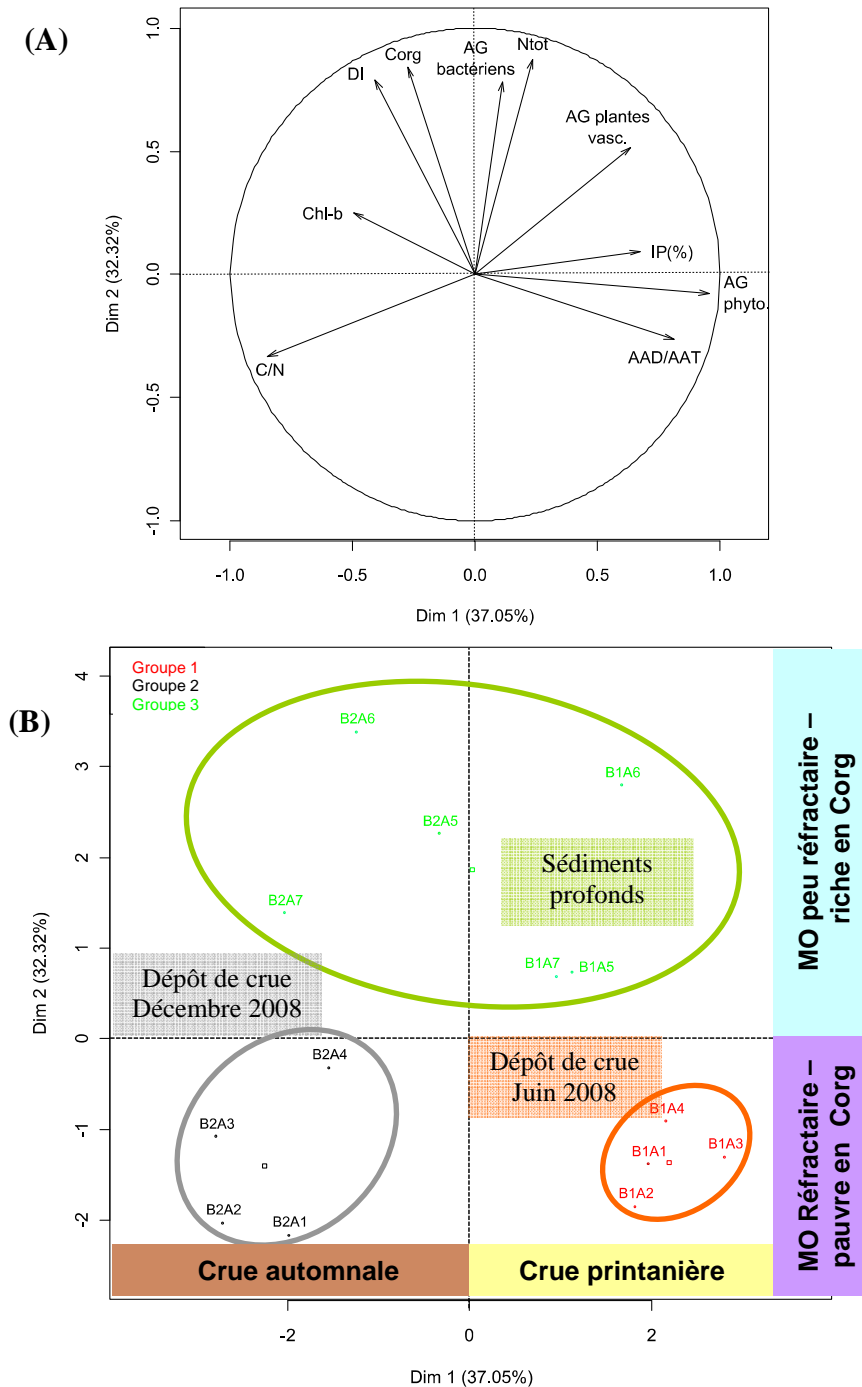 (A)
1.0
0.5
0.0
-0.5
-1.0
Dim 2 (32.32%)
DI
Corg
AG
bactériens
Ntot
AG plantes
vasc.
Chl-b
IP(%)
AG
phyto.
AAD/AAT
C/N
-1.0
-0.5
0.0
0.5
1.0
Dim 1 (37.05%)
(B)
Groupe 1
Groupe 2
Groupe 3
4
3
2
1
0
-1
-2
Dim 2 (32.32%)
B2A6
B1A6
B2A5
Sédiments
profonds
B2A7
B1A7
B1A5
Dépôt de crue
Décembre 2008
B2A4
Dépôt de crue
Juin 2008
B2A3
B1A4
B1A1
B1A3
B2A2
B2A1
B1A2
MO peu réfractaire –
riche en Corg
MO Réfractaire –
pauvre en Corg
Crue automnale
Crue printanière
-2
0
2
Dim 1 (37.05%)